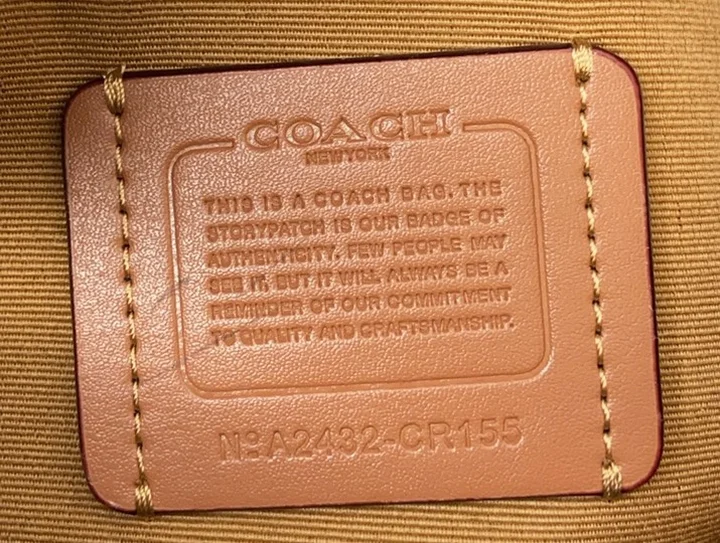 COACH
NEW YORK
THIS IS A COACH BAG. THE
STORYPATCH IS OUR BADGE OF
AUTHENTICITY. FEW PEOPLE MAY
SEE IT, BUT IT WILL ALWAYS BE A
REMINDER OF OUR COMMITMENT
TO QUALITY AND CRAFTSMANSHIP.
Nº A2432-CR155